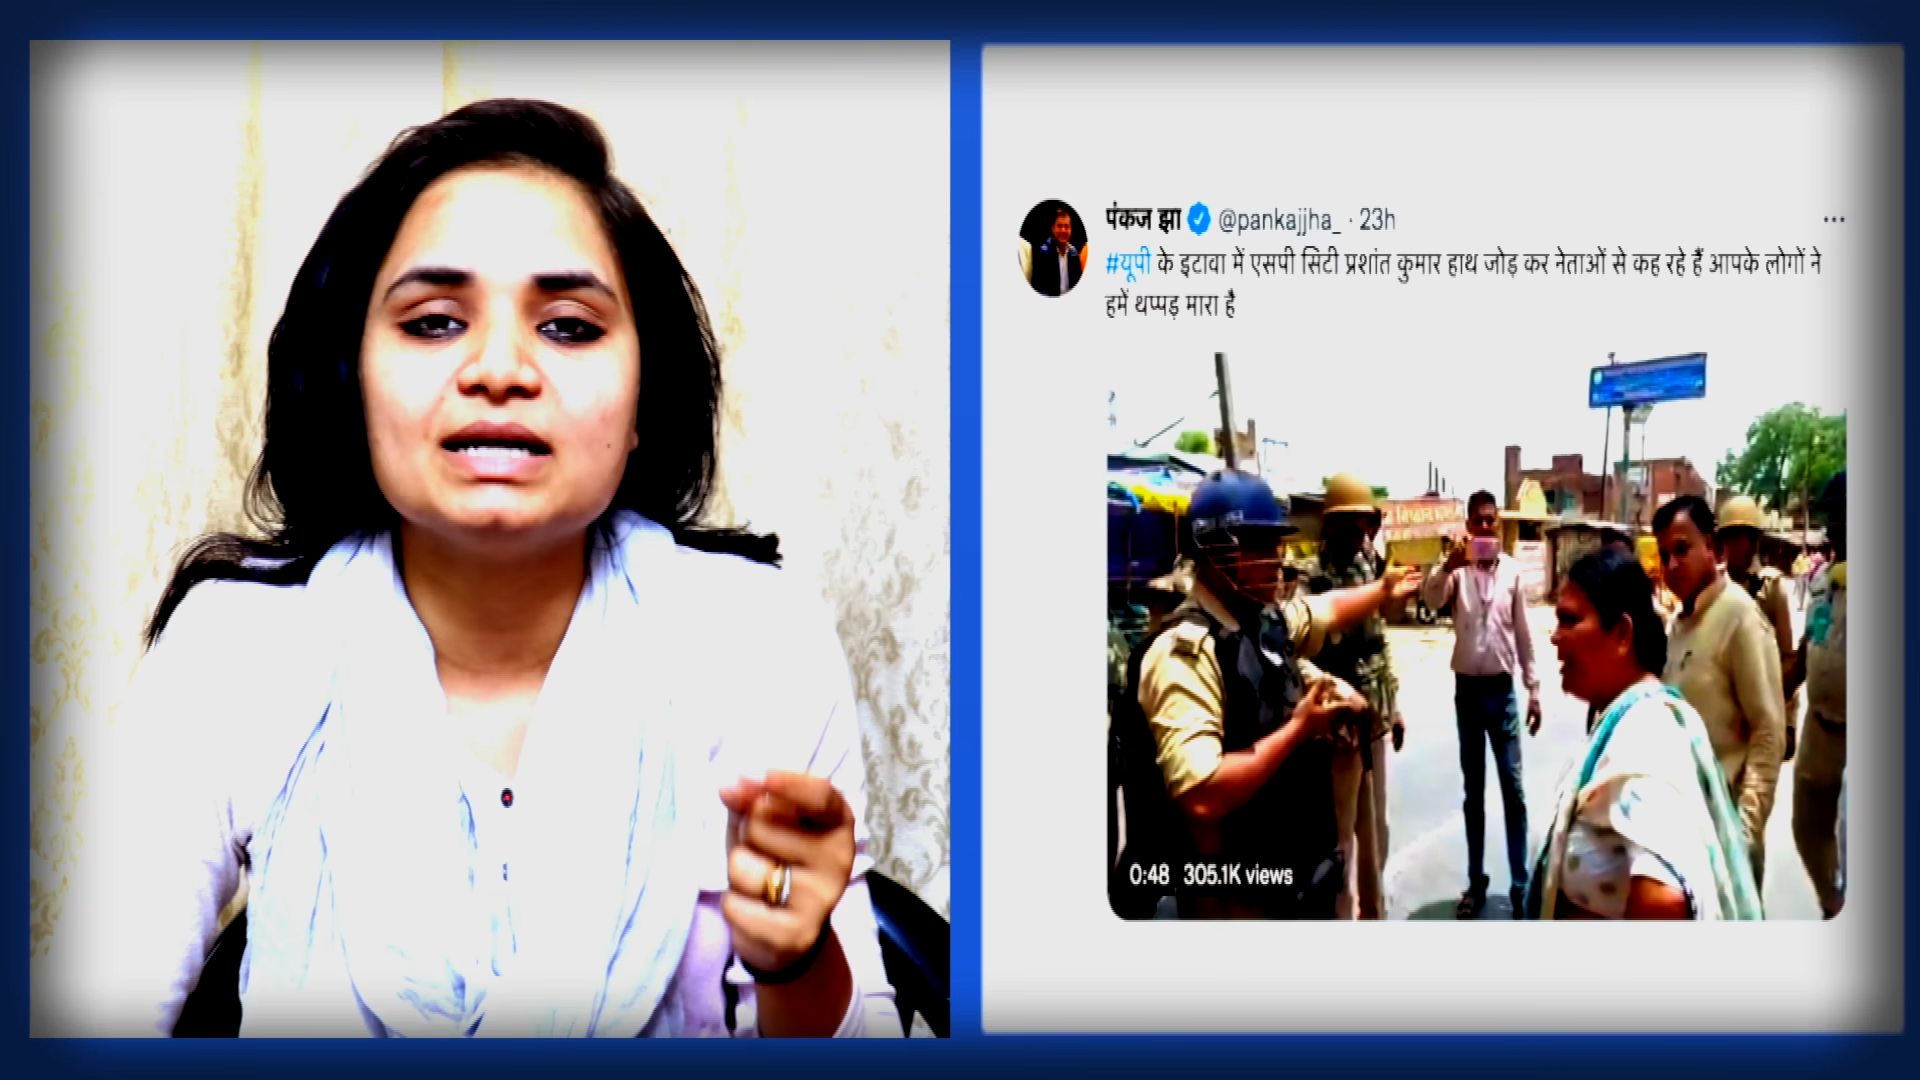 पंकज झा @pankajjha_ · 23h
#यूपी के इटावा में एसपी सिटी प्रशांत कुमार हाथ जोड़ कर नेताओं से कह रहे हैं आपके लोगों ने
हमें थप्पड़ मारा है
0:48 305.1K views